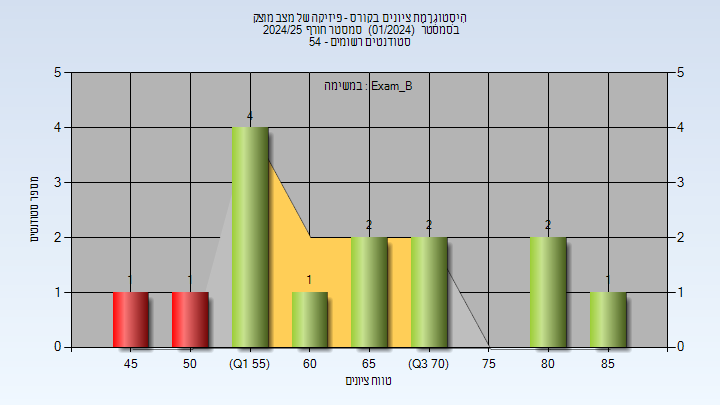 היסטוגרמת ציונים בקורס - פיזיקה של מצב מוצק
בסמסטר (01/2024) סמסטר חורף 2024/25
סטודנטים רשומים - 54
במשימה : Exam_B
מספר סטודנטים
5 5
4 4
3 3
2 2
1 1
0 0
1 1 4 1 2 2 2 1
45 50 (Q1 55) 60 65 (Q3 70) 75 80 85
טווח ציונים